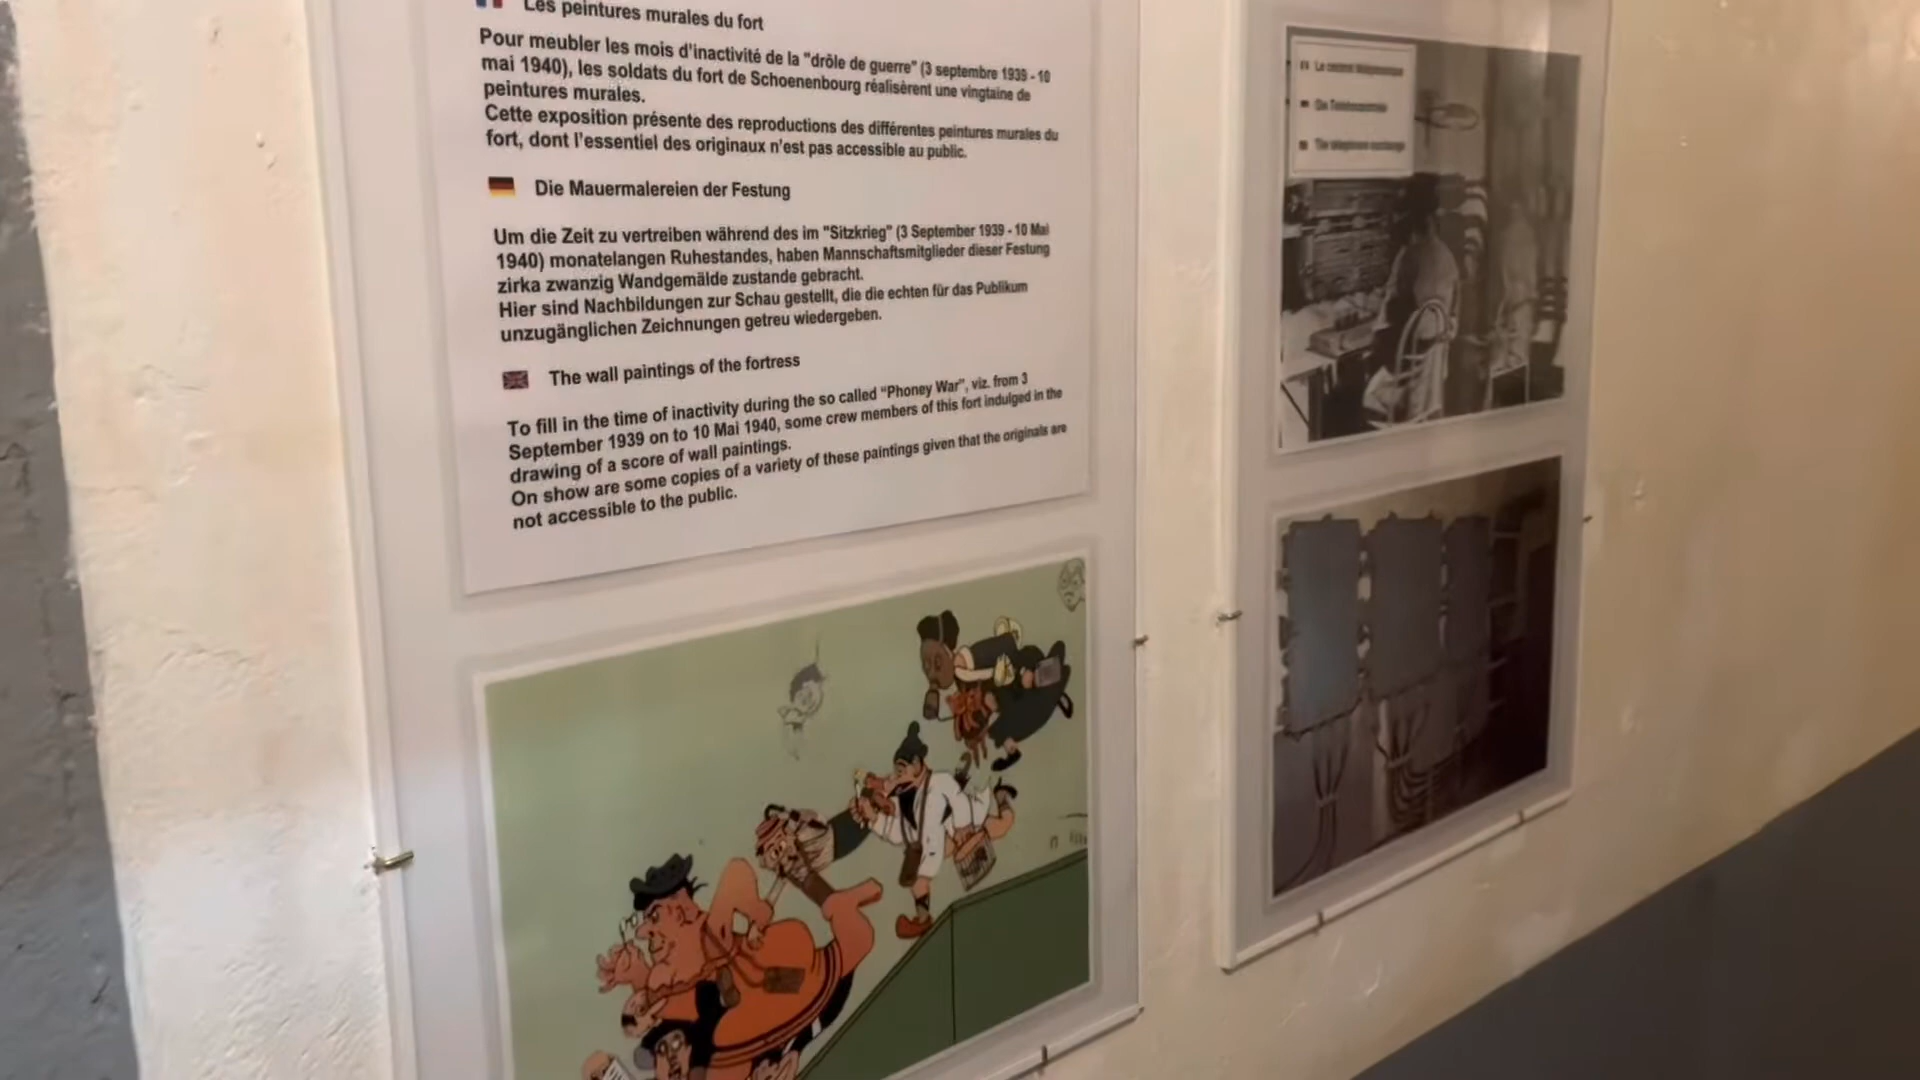 Les peintures murales du fort
Pour meubler les mois d'inactivité de la "drôle de guerre" (3 septembre 1939 - 10
mai 1940), les soldats du fort de Schoenenbourg réalisèrent une vingtaine de
peintures murales.
Cette exposition présente des reproductions des différentes peintures murales du
fort, dont l'essentiel des originaux n'est pas accessible au public.
Die Mauermalereien der Festung
Um die Zeit zu vertreiben während des im "Sitzkrieg" (3 September 1939 - 10 Mai
1940) monatelangen Ruhestandes, haben Mannschaftsmitglieder dieser Festung
zirka zwanzig Wandgemälde zustande gebracht.
Hier sind Nachbildungen zur Schau gestellt, die die echten für das Publikum
unzugänglichen Zeichnungen getreu wiedergeben.
The wall paintings of the fortress
To fill in the time of inactivity during the so called "Phoney War", viz. from 3
September 1939 on to 10 Mai 1940, some crew members of this fort indulged in the
drawing of a score of wall paintings.
On show are some copies of a variety of these paintings given that the originals are
not accessible to the public.
Le central téléphonique
Die Telefonzentrale
The telephone exchange